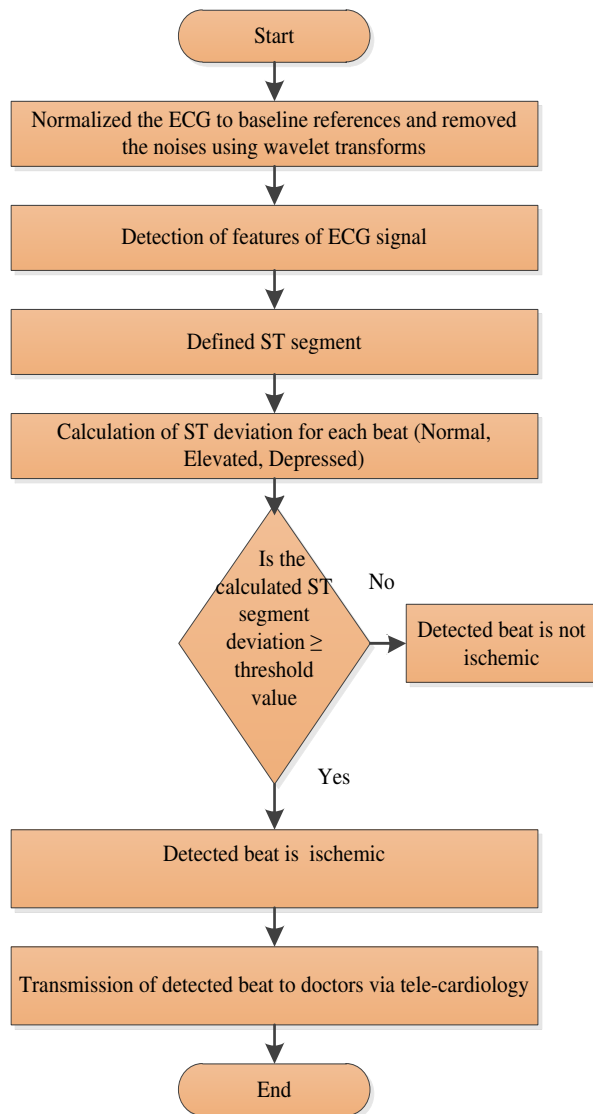 Start
Normalized the ECG to baseline references and removed
the noises using wavelet transforms
Detection of features of ECG signal
Defined ST segment
Calculation of ST deviation for each beat (Normal,
Elevated, Depressed)
Is the
calculated ST
segment
deviation ≥
threshold
value
No
Detected beat is not
ischemic
Yes
Detected beat is ischemic
Transmission of detected beat to doctors via tele-cardiology
End